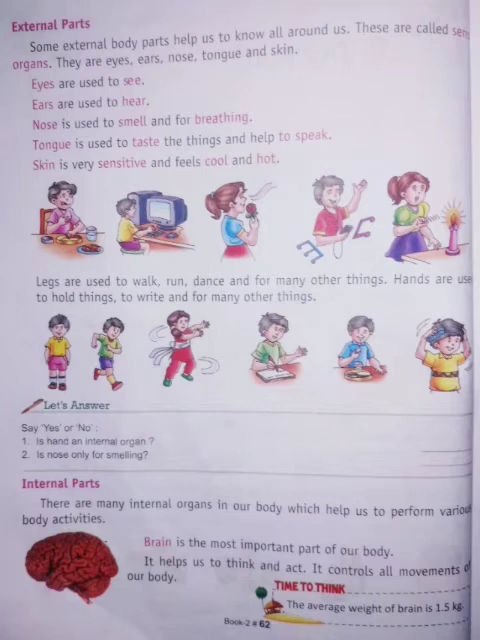 External Parts
Some external body parts help us to know all around us. These are called
organs. They are eyes, ears, nose, tongue and skin.
Eyes are used to see.
Ears are used to hear.
Nose is used to smell and for breathing.
Tongue is used to taste the things and help to speak.
Skin is very sensitive and feels cool and hot.
Legs are used to walk, run, dance and for many other things. Hands are
to hold things, to write and for many other things.
Let's Answer
Say 'Yes' or 'No' :
1. Is hand an internal organ ?
2. Is nose only for smelling?
Internal Parts
There are many internal organs in our body which help us to perform
body activities.
Brain is the most important part of our body.
It helps us to think and act. It controls all movements
our body.
TIME TO THINK
The average weight of brain is 1.5 kg.
Book-2 # 62